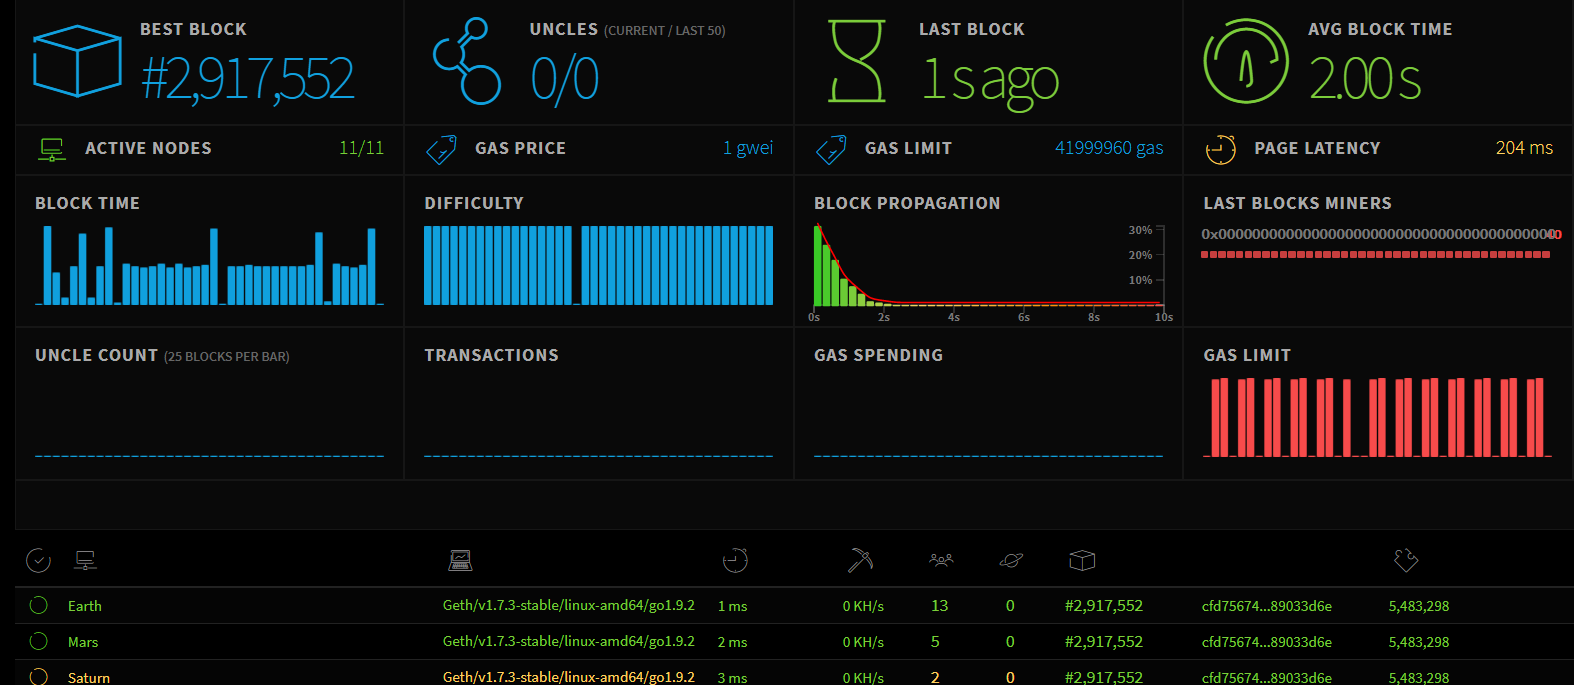 BEST BLOCK
#2,917,552
UNCLES (CURRENT / LAST 50)
0/0
LAST BLOCK
1 s ago
AVG BLOCK TIME
2.00 s
ACTIVE NODES 11/11
GAS PRICE 1 gwei
GAS LIMIT 41999960 gas
PAGE LATENCY 204 ms
BLOCK TIME
DIFFICULTY
BLOCK PROPAGATION
30%
20%
10%
0s 2s 4s 6s 8s 10s
LAST BLOCKS MINERS
UNCLE COUNT (25 BLOCKS PER BAR)
TRANSACTIONS
GAS SPENDING
GAS LIMIT
Earth Geth/v1.7.3-stable/linux-amd64/go1.9.2 1 ms 0 KH/s 13 0 #2,917,552 cfd75674...89033d6e 5,483,298
Mars Geth/v1.7.3-stable/linux-amd64/go1.9.2 2 ms 0 KH/s 5 0 #2,917,552 cfd75674...89033d6e 5,483,298
Saturn Geth/v1.7.3-stable/linux-amd64/go1.9.2 3 ms 0 KH/s 2 0 #2,917,552 cfd75674...89033d6e 5,483,298